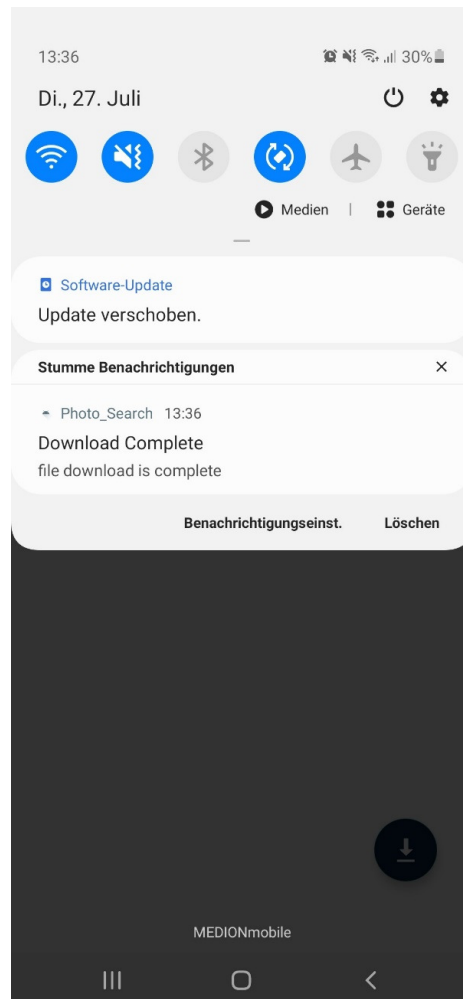 13:36 30%
Di., 27. Juli
Medien | Geräte
Software-Update
Update verschoben.
Stumme Benachrichtigungen
Photo_Search 13:36
Download Complete
file download is complete
Benachrichtigungseinst. Löschen
MEDIONmobile